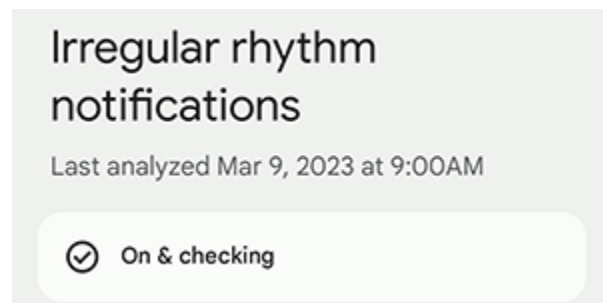 Irregular rhythm
notifications
Last analyzed Mar 9, 2023 at 9:00AM
On & checking